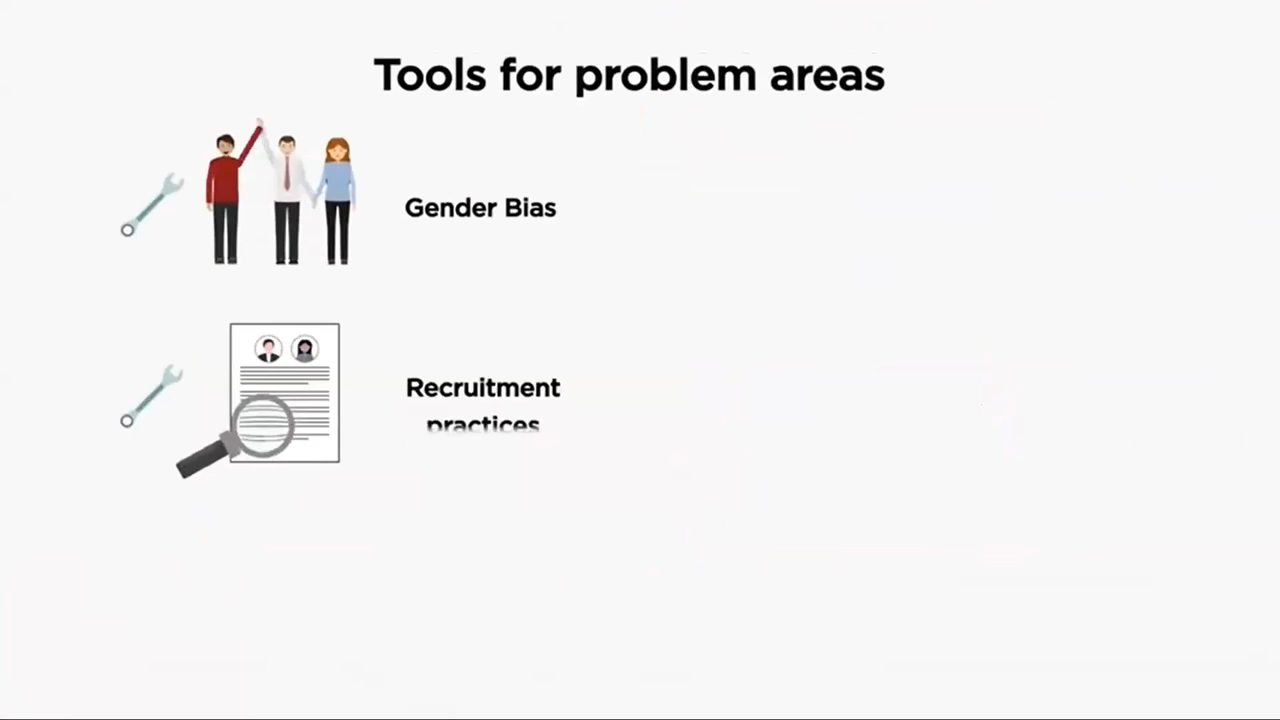 Tools for problem areas
Gender Bias
Recruitment
practices